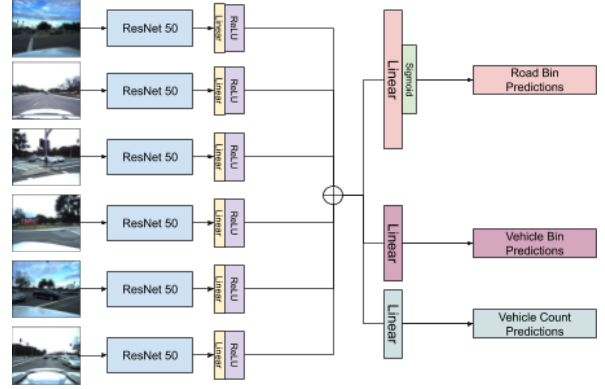 ResNet 50
Linear
ReLU
ResNet 50
Linear
ReLU
ResNet 50
Linear
ReLU
ResNet 50
Linear
ReLU
ResNet 50
Linear
ReLU
ResNet 50
Linear
ReLU
Linear
Sigmoid
Road Bin
Predictions
Linear
Vehicle Bin
Predictions
Linear
Vehicle Count
Predictions